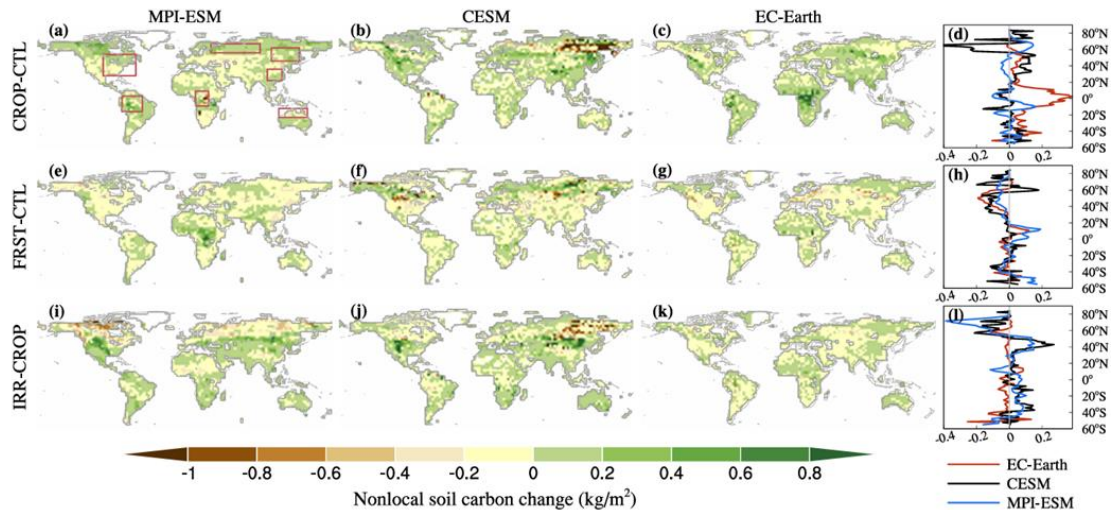 MPI-ESM CESM EC-Earth
CROP-CTL
(a) (b) (c) (d)
80°N
60°N
40°N
20°N
0°
20°S
40°S
60°S
-0.4 -0.2 0 0.2
FRST-CTL
(e) (f) (g) (h)
80°N
60°N
40°N
20°N
0°
20°S
40°S
60°S
-0.4 -0.2 0 0.2
IRR-CROP
(i) (j) (k) (l)
80°N
60°N
40°N
20°N
0°
20°S
40°S
60°S
-0.4 -0.2 0 0.2
-1 -0.8 -0.6 -0.4 -0.2 0 0.2 0.4 0.6 0.8
Nonlocal soil carbon change (kg/m²)
EC-Earth
CESM
MPI-ESM